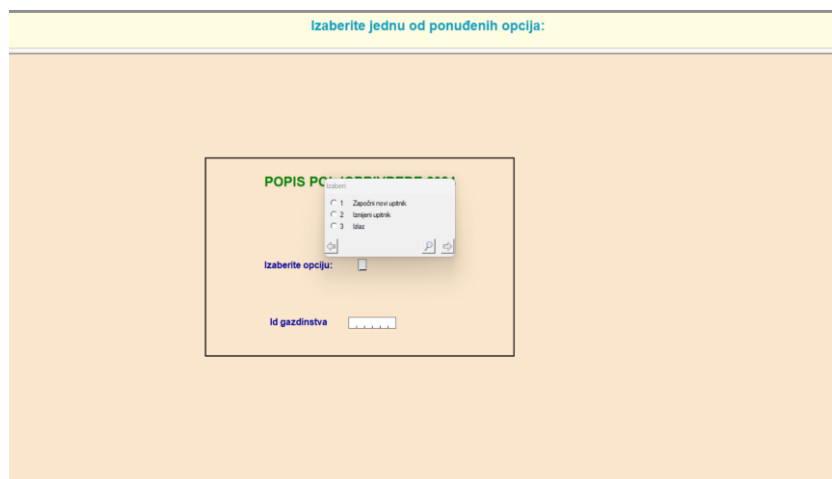 Izaberite jednu od ponuđenih opcija:
POPIS
Izaberi
1 Započni novi upitnik
2 Izmijeni upitnik
3 Izlaz
Izaberite opciju:
Id gazdinstva